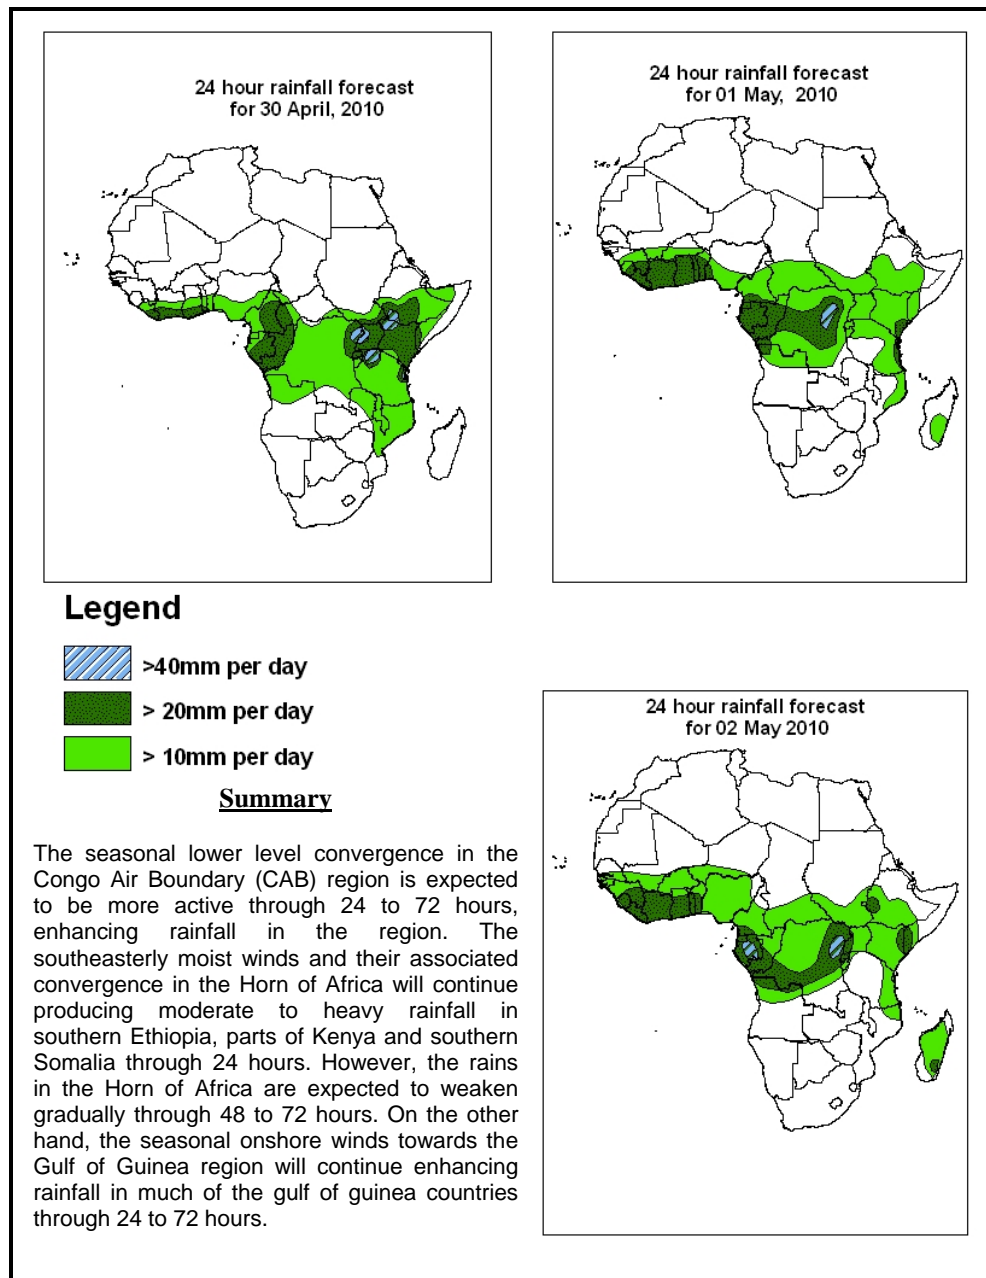 24 hour rainfall forecast
for 30 April, 2010
24 hour rainfall forecast
for 01 May, 2010
Legend
>40mm per day
> 20mm per day
> 10mm per day
Summary
The seasonal lower level convergence in the
Congo Air Boundary (CAB) region is expected
to be more active through 24 to 72 hours,
enhancing rainfall in the region. The
southeasterly moist winds and their associated
convergence in the Horn of Africa will continue
producing moderate to heavy rainfall in
southern Ethiopia, parts of Kenya and southern
Somalia through 24 hours. However, the rains
in the Horn of Africa are expected to weaken
gradually through 48 to 72 hours. On the other
hand, the seasonal onshore winds towards the
Gulf of Guinea region will continue enhancing
rainfall in much of the gulf of guinea countries
through 24 to 72 hours.
24 hour rainfall forecast
for 02 May 2010